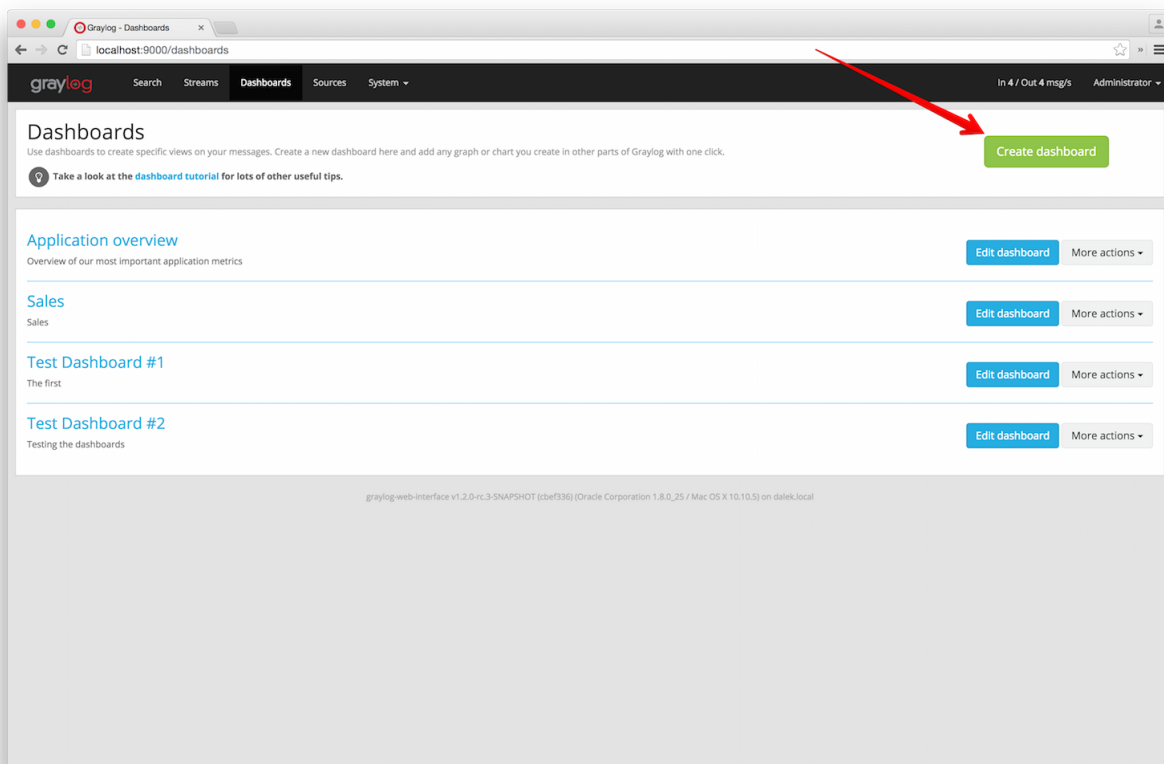 Graylog - Dashboards
localhost:9000/dashboards
graylog Search Streams Dashboards Sources System In 4 / Out 4 msg/s Administrator
Dashboards
Use dashboards to create specific views on your messages. Create a new dashboard here and add any graph or chart you create in other parts of Graylog with one click.
Create dashboard
Take a look at the dashboard tutorial for lots of other useful tips.
Application overview
Overview of our most important application metrics
Edit dashboard More actions
Sales
Sales
Edit dashboard More actions
Test Dashboard #1
The first
Edit dashboard More actions
Test Dashboard #2
Testing the dashboards
Edit dashboard More actions
graylog-web-interface v1.2.0-rc.3-SNAPSHOT (cbef336) (Oracle Corporation 1.8.0_25 / Mac OS X 10.10.5) on dalek.local